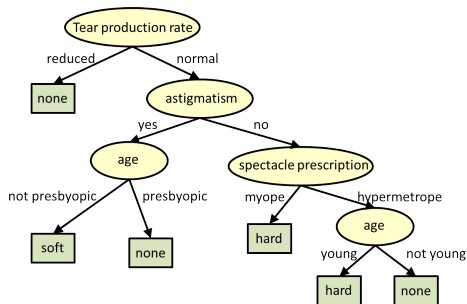 Tear production rate
reduced
normal
none
astigmatism
yes
no
age
spectacle prescription
not presbyopic
presbyopic
myope
hypermetrope
soft
none
hard
age
young
not young
hard
none